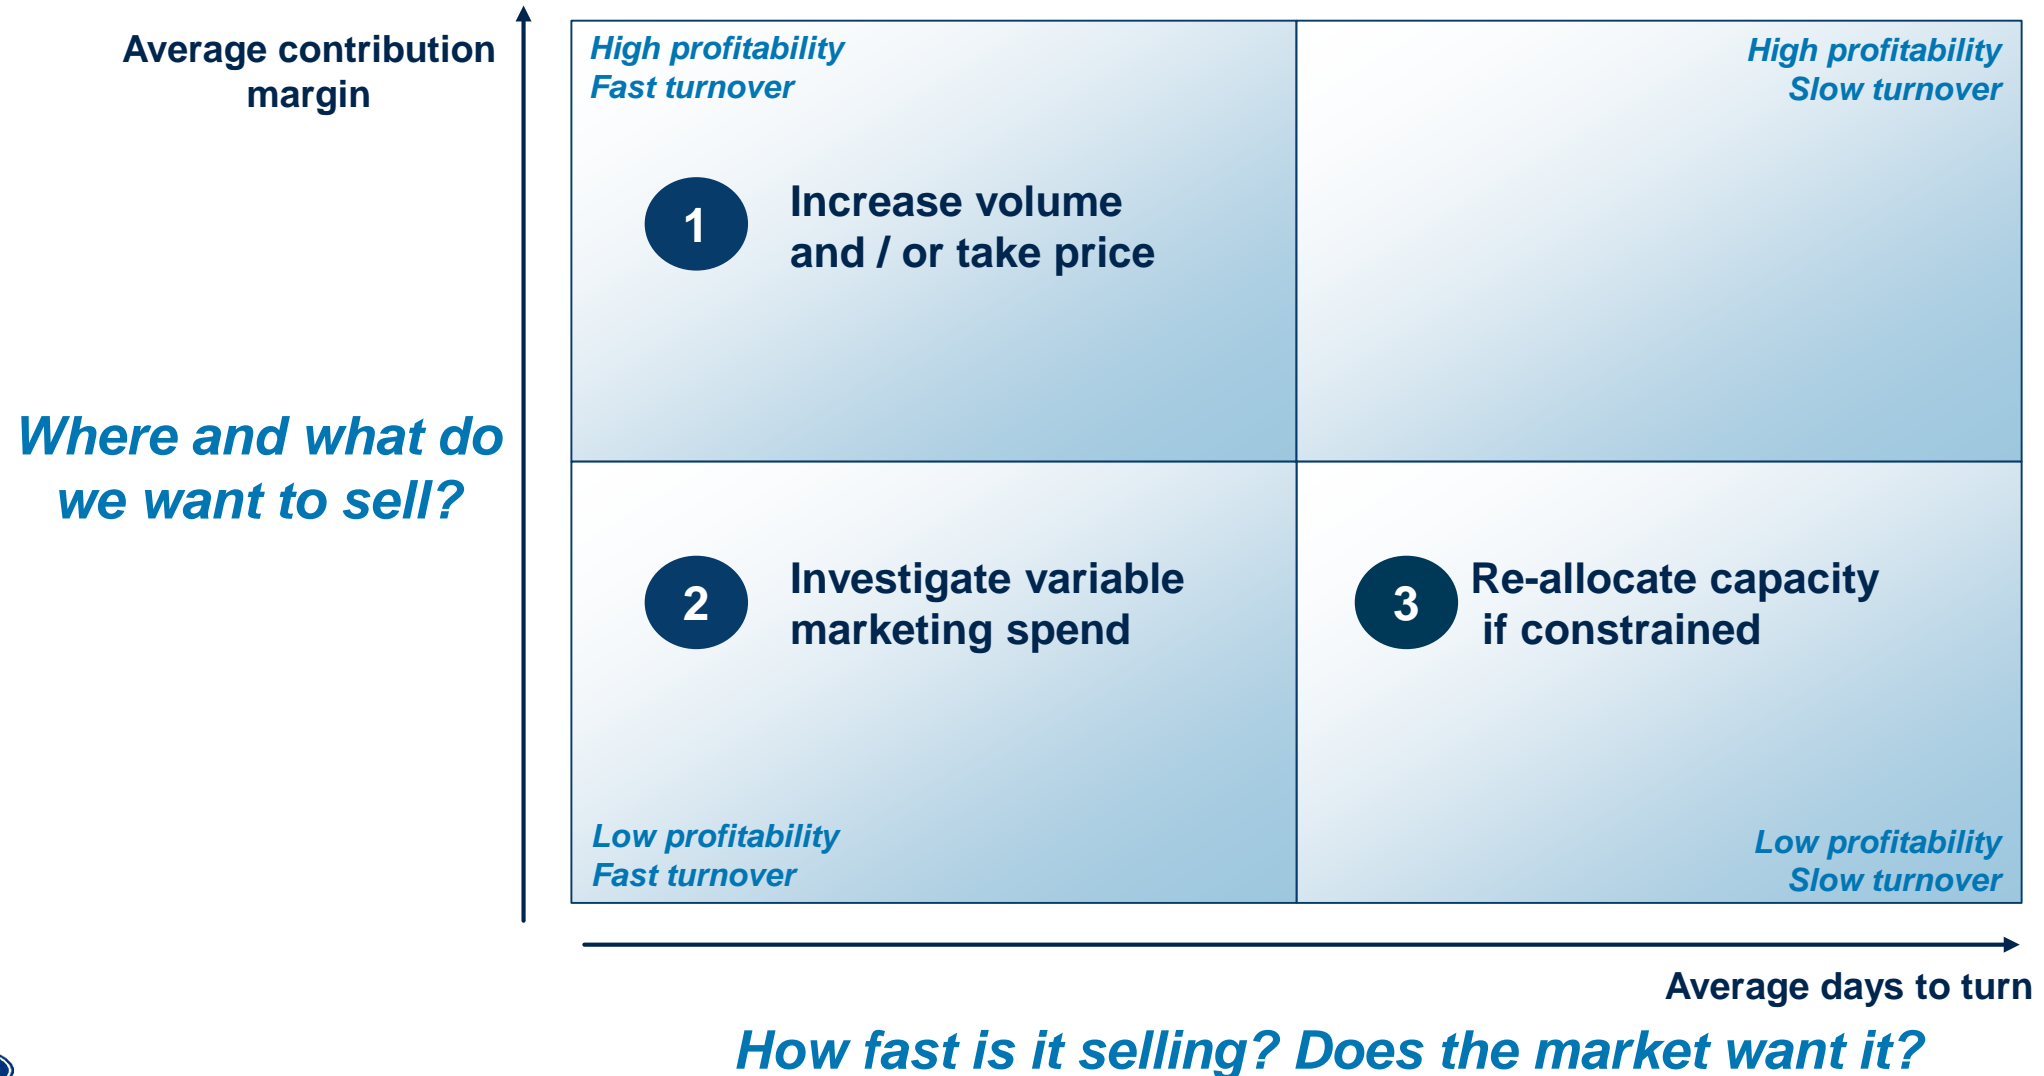 Average contribution
margin
High profitability
Fast turnover
High profitability
Slow turnover
1
Increase volume
and / or take price
Where and what do
we want to sell?
2
Investigate variable
marketing spend
3
Re-allocate capacity
if constrained
Low profitability
Fast turnover
Low profitability
Slow turnover
Average days to turn
How fast is it selling? Does the market want it?